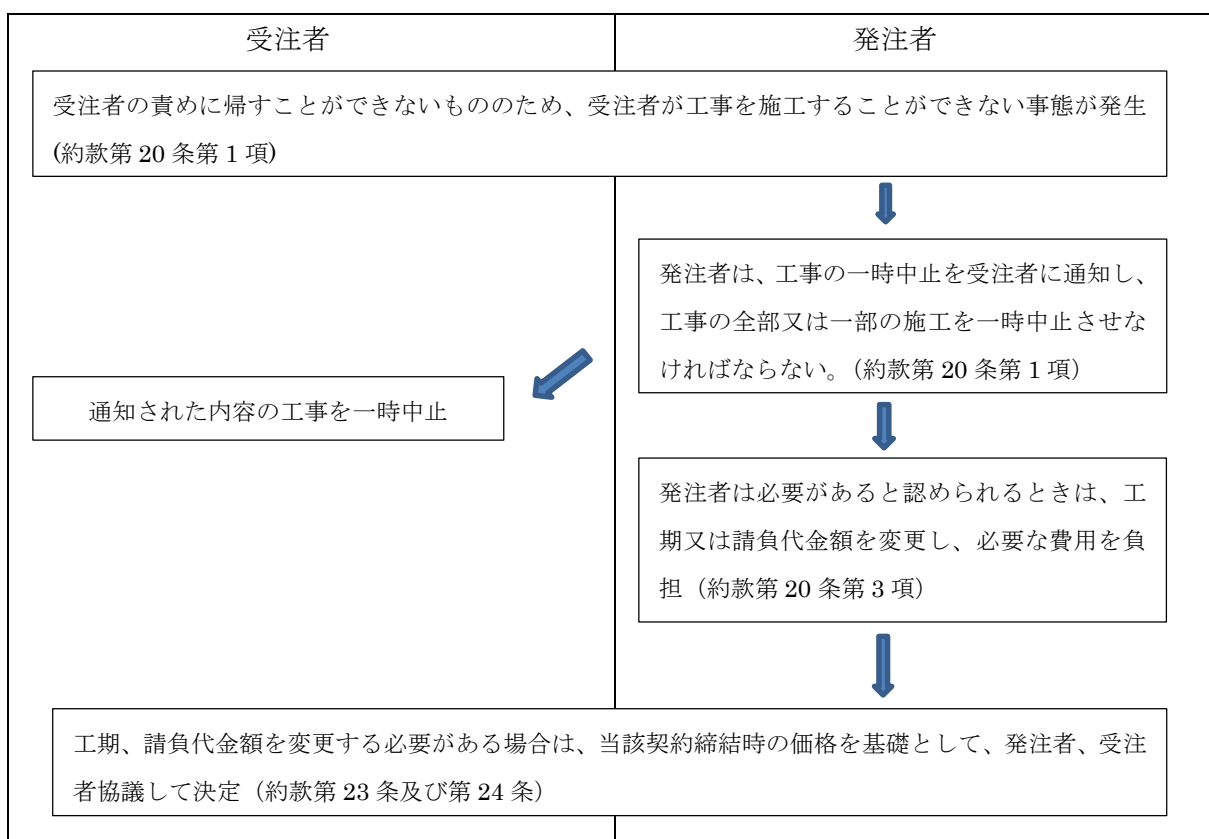 受注者
発注者
受注者の責めに帰すことができないもののため、受注者が工事を施工することができない事態が発生
(約款第 20 条第 1 項)
発注者は、工事の一時中止を受注者に通知し、
工事の全部又は一部の施工を一時中止させな
ければならない。（約款第 20 条第 1 項）
通知された内容の工事を一時中止
発注者は必要があると認められるときは、工
期又は請負代金額を変更し、必要な費用を負
担（約款第 20 条第 3 項）
工期、請負代金額を変更する必要がある場合は、当該契約締結時の価格を基礎として、発注者、受注
者協議して決定（約款第 23 条及び第 24 条）